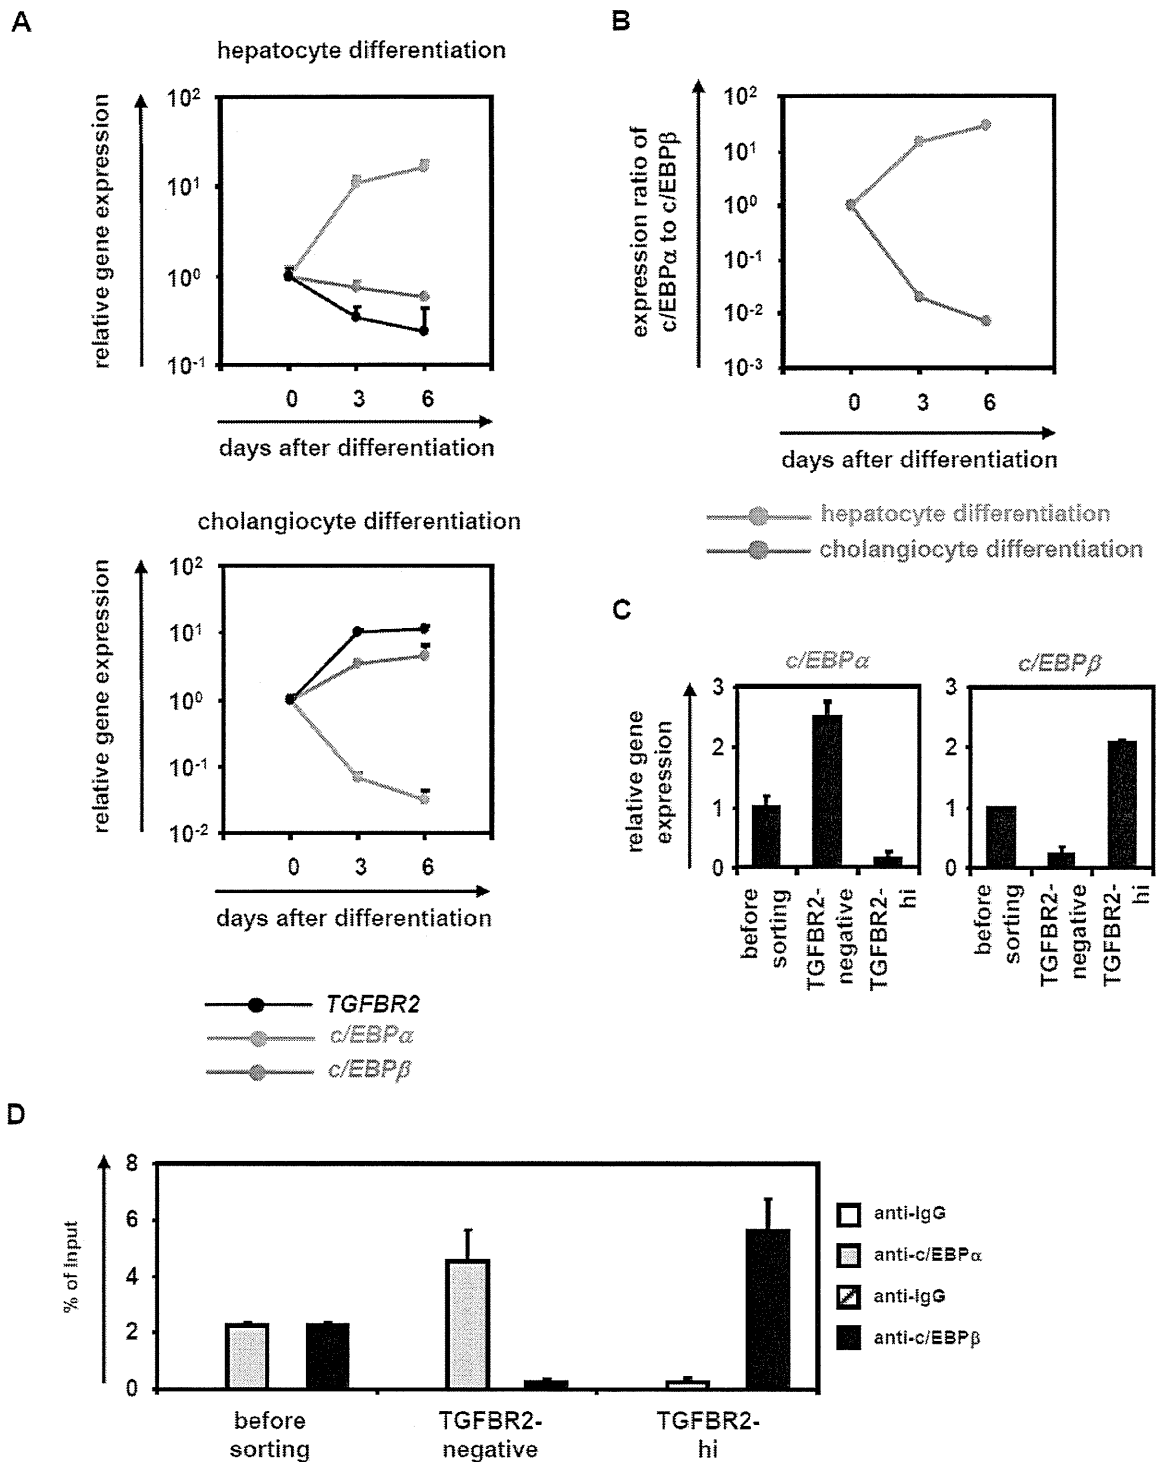 A
hepatocyte differentiation
relative gene expression
10²
10¹
10⁰
10⁻¹
0 3 6
days after differentiation
cholangiocyte differentiation
relative gene expression
10²
10¹
10⁰
10⁻¹
10⁻²
0 3 6
days after differentiation
TGFBR2
c/EBPα
c/EBPβ
B
expression ratio of
c/EBPα to c/EBPβ
10²
10¹
10⁰
10⁻¹
10⁻²
10⁻³
0 3 6
days after differentiation
hepatocyte differentiation
cholangiocyte differentiation
C
relative gene
expression
c/EBPα
3
2
1
0
before
sorting
TGFBR2-
negative
TGFBR2-
hi
c/EBPβ
3
2
1
0
before
sorting
TGFBR2-
negative
TGFBR2-
hi
D
% of input
8
6
4
2
0
before
sorting
TGFBR2-
negative
TGFBR2-
hi
anti-IgG
anti-c/EBPα
anti-IgG
anti-c/EBPβ